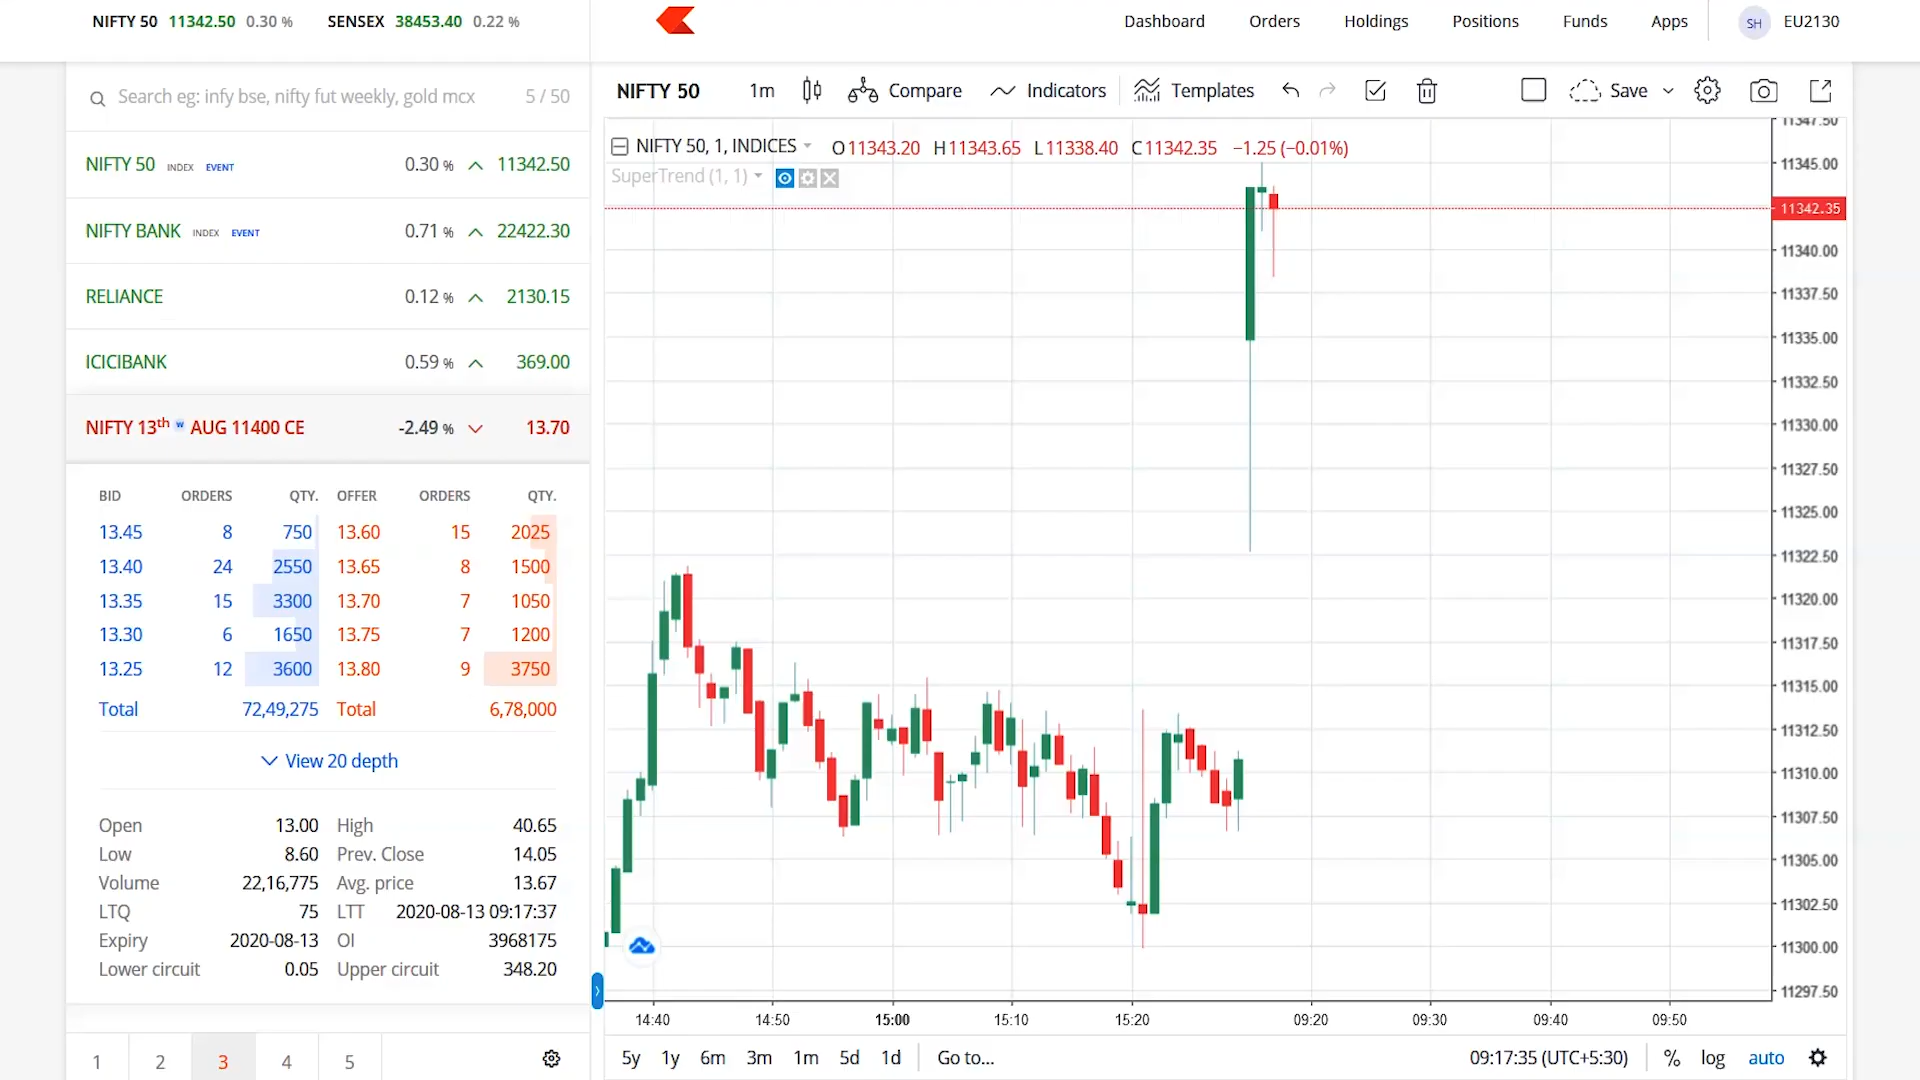 NIFTY 50 11342.50 0.30 % SENSEX 38453.40 0.22 %
Dashboard Orders Holdings Positions Funds Apps SH EU2130
Search eg: infy bse, nifty fut weekly, gold mcx 5 / 50
NIFTY 50 INDEX EVENT 0.30 % 11342.50
NIFTY BANK INDEX EVENT 0.71 % 22422.30
RELIANCE 0.12 % 2130.15
ICICIBANK 0.59 % 369.00
NIFTY 13th w AUG 11400 CE -2.49 % 13.70
BID ORDERS QTY. OFFER ORDERS QTY.
13.45 8 750 13.60 15 2025
13.40 24 2550 13.65 8 1500
13.35 15 3300 13.70 7 1050
13.30 6 1650 13.75 7 1200
13.25 12 3600 13.80 9 3750
Total 72,49,275 Total 6,78,000
View 20 depth
Open 13.00 High 40.65
Low 8.60 Prev. Close 14.05
Volume 22,16,775 Avg. price 13.67
LTQ 75 LTT 2020-08-13 09:17:37
Expiry 2020-08-13 OI 3968175
Lower circuit 0.05 Upper circuit 348.20
1 2 3 4 5
NIFTY 50 1m Compare Indicators Templates Save
NIFTY 50, 1, INDICES O11343.20 H11343.65 L11338.40 C11342.35 −1.25 (−0.01%)
SuperTrend (1, 1)
11347.50
11345.00
11342.35
11340.00
11337.50
11335.00
11332.50
11330.00
11327.50
11325.00
11322.50
11320.00
11317.50
11315.00
11312.50
11310.00
11307.50
11305.00
11302.50
11300.00
11297.50
14:40 14:50 15:00 15:10 15:20 09:20 09:30 09:40 09:50
5y 1y 6m 3m 1m 5d 1d Go to... 09:17:35 (UTC+5:30) % log auto